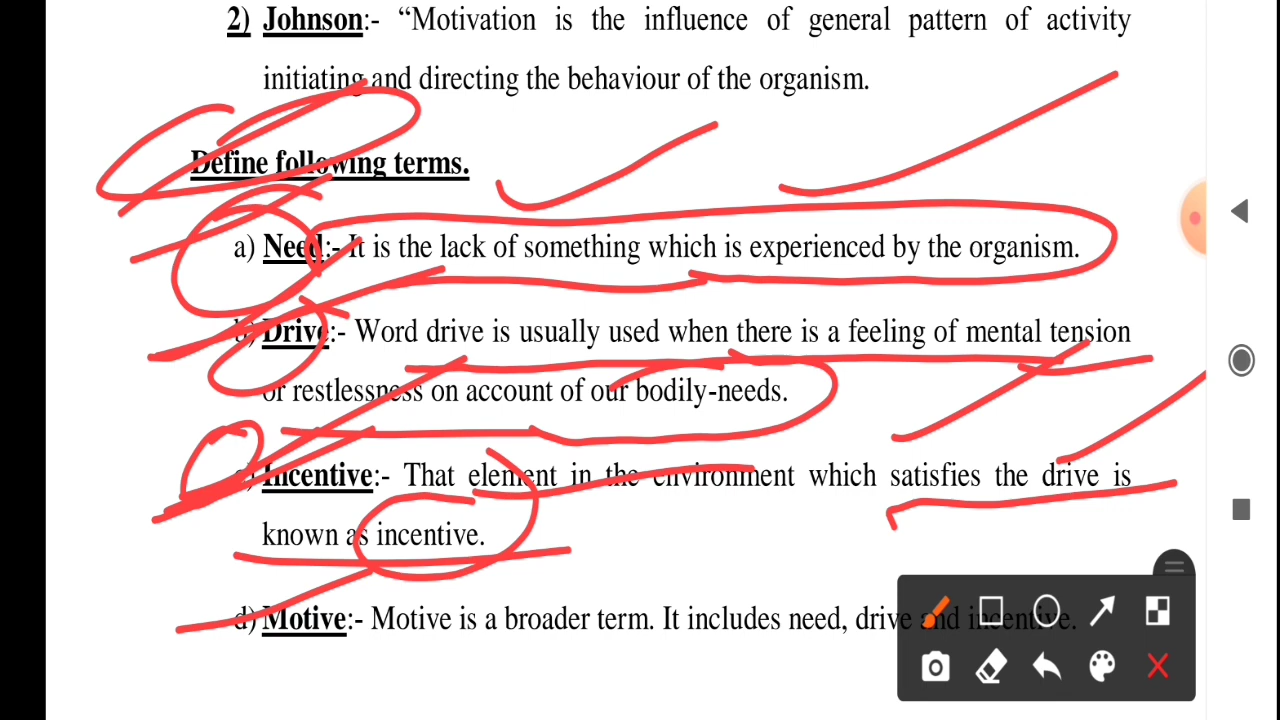 2) Johnson:- “Motivation is the influence of general pattern of activity
initiating and directing the behaviour of the organism.
Define following terms.
a) Need:- It is the lack of something which is experienced by the organism.
b) Drive:- Word drive is usually used when there is a feeling of mental tension
or restlessness on account of our bodily-needs.
c) Incentive:- That element in the environment which satisfies the drive is
known as incentive.
d) Motive:- Motive is a broader term. It includes need, drive and incentive.